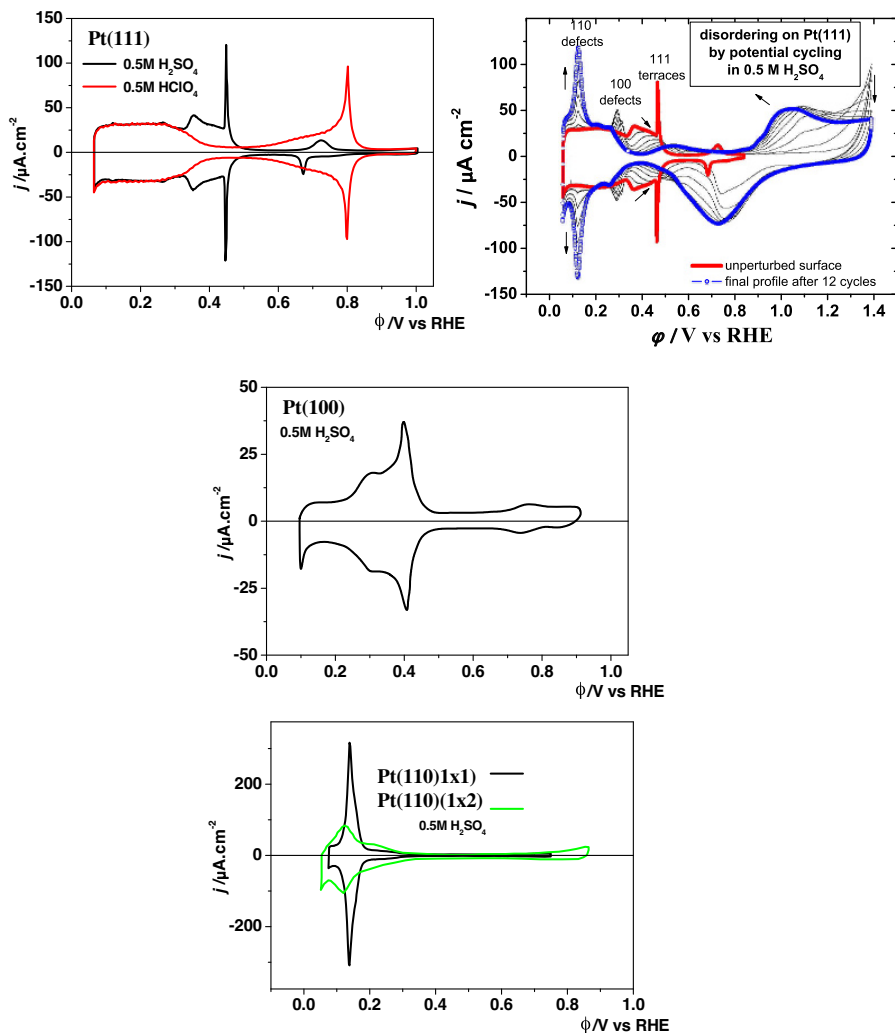 Pt(111)
0.5M H₂SO₄
0.5M HClO₄
j /µA.cm⁻²
150
100
50
0
-50
-100
-150
0.0 0.2 0.4 0.6 0.8 1.0
ϕ /V vs RHE
110
defects
100
defects
111
terraces
disordering on Pt(111)
by potential cycling
in 0.5 M H₂SO₄
j / µA cm⁻²
150
100
50
0
-50
-100
-150
unperturbed surface
final profile after 12 cycles
0.0 0.2 0.4 0.6 0.8 1.0 1.2 1.4
φ / V vs RHE
Pt(100)
0.5M H₂SO₄
j /µA.cm⁻²
50
25
0
-25
-50
0.0 0.2 0.4 0.6 0.8 1.0
ϕ /V vs RHE
Pt(110)1x1)
Pt(110)(1x2)
0.5M H₂SO₄
j /µA.cm⁻²
200
0
-200
0.0 0.2 0.4 0.6 0.8 1.0
ϕ /V vs RHE